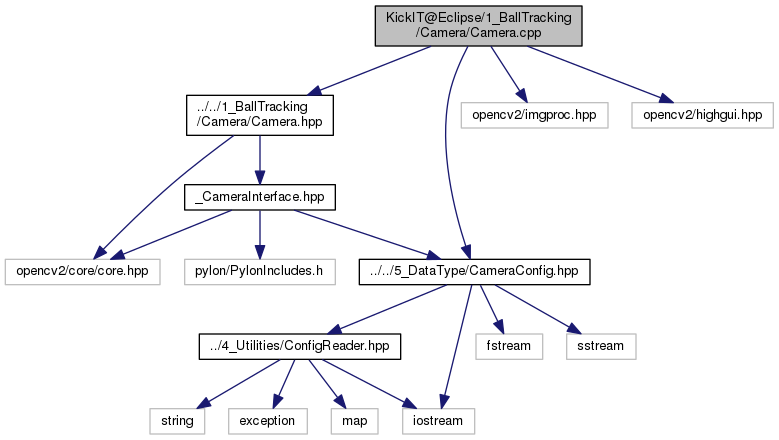 KickIT@Eclipse/1_BallTracking
/Camera/Camera.cpp
../../1_BallTracking
/Camera/Camera.hpp
opencv2/imgproc.hpp
opencv2/highgui.hpp
_CameraInterface.hpp
opencv2/core/core.hpp
pylon/PylonIncludes.h
../../5_DataType/CameraConfig.hpp
../4_Utilities/ConfigReader.hpp
fstream
sstream
string
exception
map
iostream